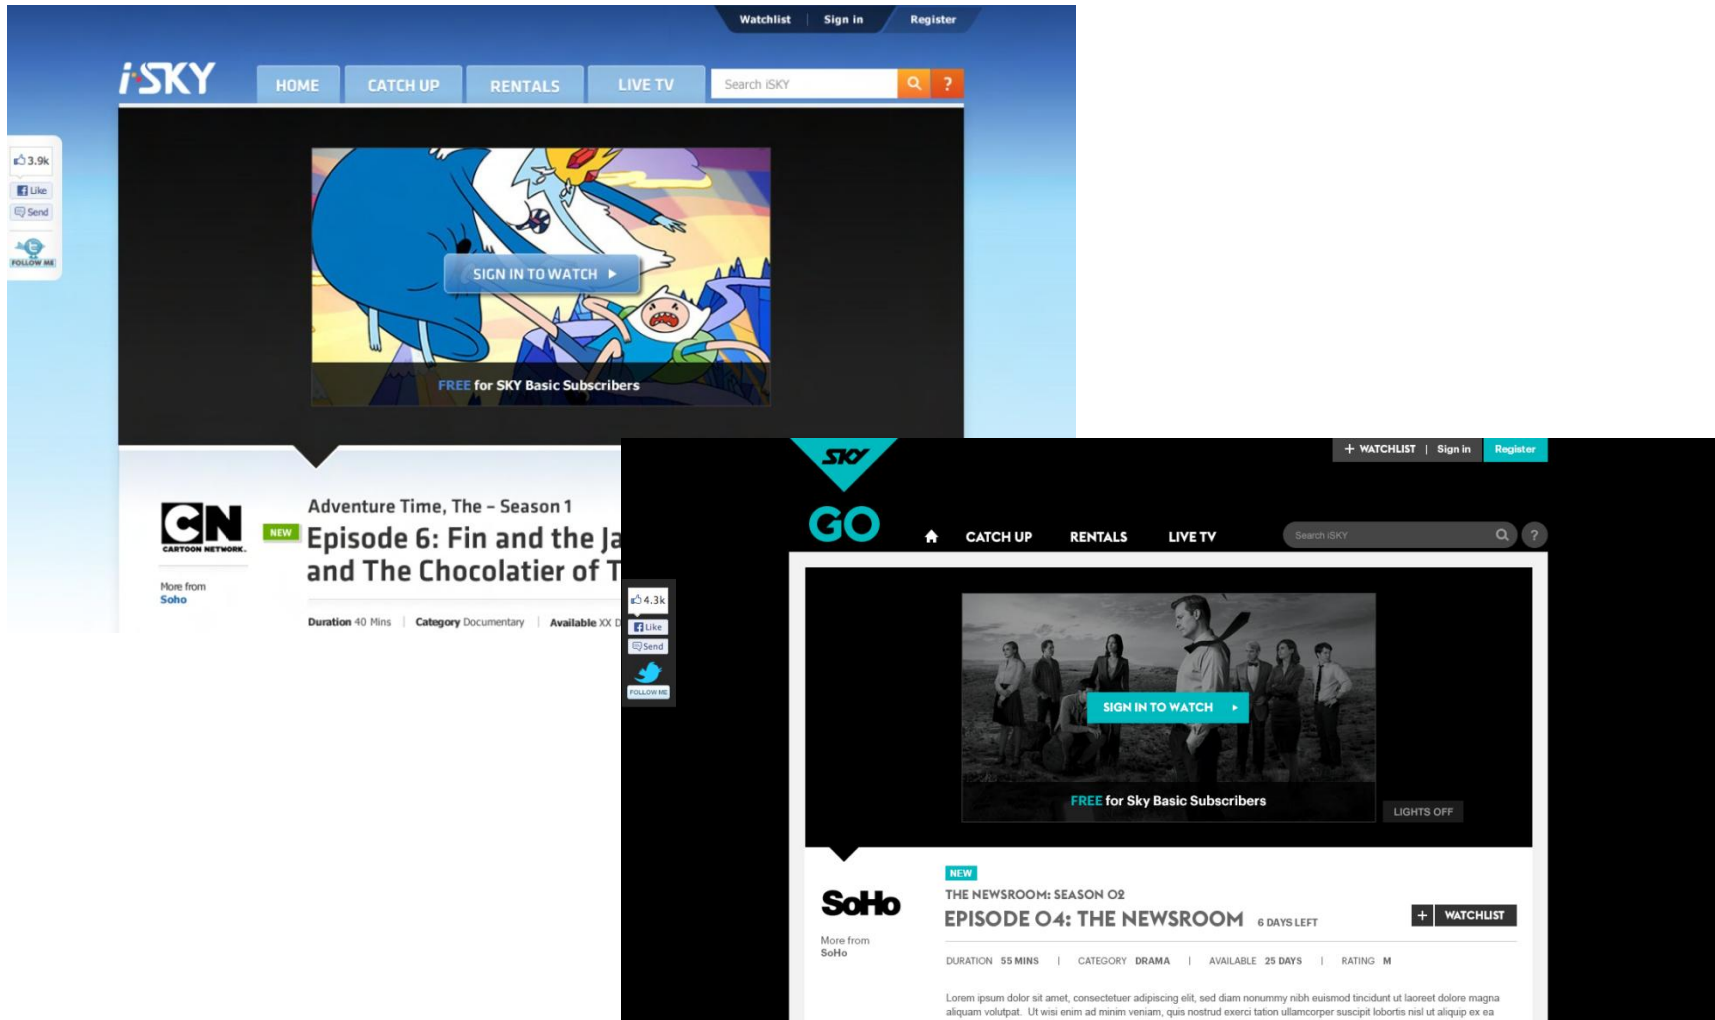 Watchlist | Sign in Register
iSKY
HOME CATCH UP RENTALS LIVE TV Search iSKY ?
3.9k
Like
Send
t
FOLLOW ME
SIGN IN TO WATCH
FREE for SKY Basic Subscribers
CN
CARTOON NETWORK.
More from
Soho
NEW
Adventure Time, The – Season 1
Episode 6: Fin and the Ja
and The Chocolatier of T
Duration 40 Mins | Category Documentary | Available XX D
SKY
GO
+ WATCHLIST | Sign in Register
CATCH UP RENTALS LIVE TV Search iSKY ?
4.3k
Like
Send
FOLLOW ME
SIGN IN TO WATCH
FREE for Sky Basic Subscribers
LIGHTS OFF
SoHo
More from
SoHo
NEW
THE NEWSROOM: SEASON 02
EPISODE 04: THE NEWSROOM 6 DAYS LEFT
+ WATCHLIST
DURATION 55 MINS | CATEGORY DRAMA | AVAILABLE 25 DAYS | RATING M
Lorem ipsum dolor sit amet, consectetuer adipiscing elit, sed diam nonummy nibh euismod tincidunt ut laoreet dolore magna
aliquam volutpat. Ut wisi enim ad minim veniam, quis nostrud exerci tation ullamcorper suscipit lobortis nisl ut aliquip ex ea